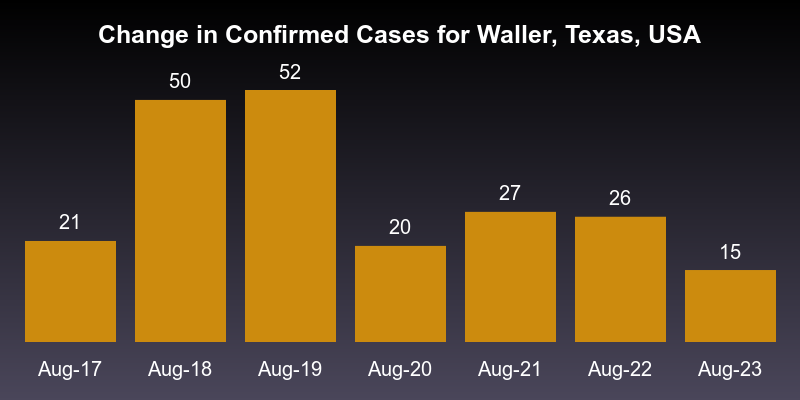 Change in Confirmed Cases for Waller, Texas, USA
21 50 52 20 27 26 15
Aug-17 Aug-18 Aug-19 Aug-20 Aug-21 Aug-22 Aug-23